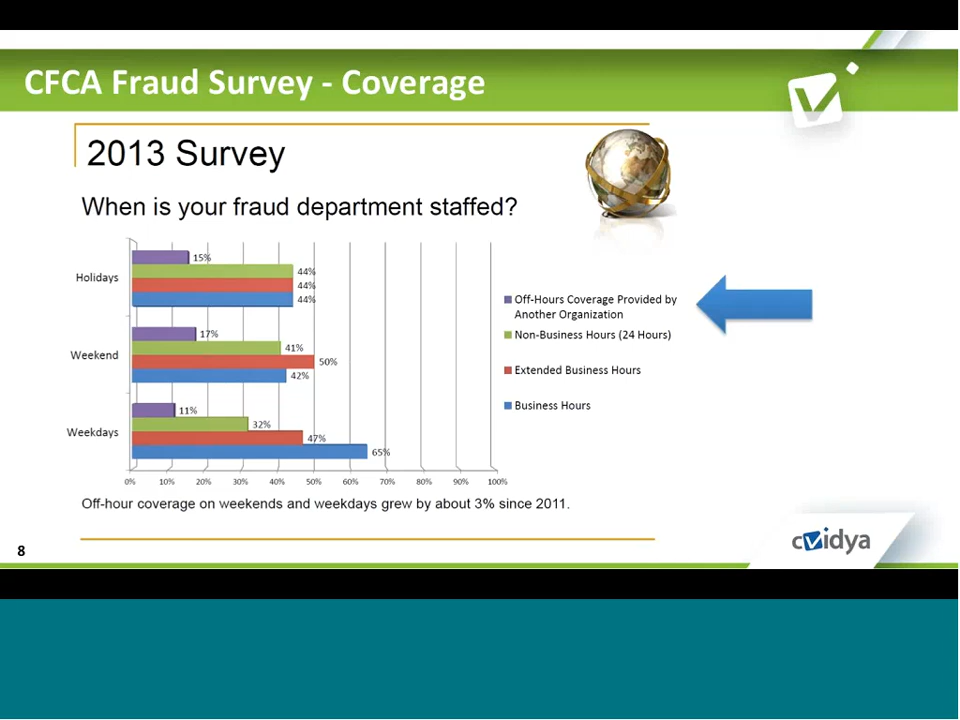 CFCA Fraud Survey - Coverage
2013 Survey
When is your fraud department staffed?
Holidays
15%
44%
44%
44%
Weekend
17%
41%
50%
42%
Weekdays
11%
32%
47%
65%
0% 10% 20% 30% 40% 50% 60% 70% 80% 90% 100%
Off-Hours Coverage Provided by
Another Organization
Non-Business Hours (24 Hours)
Extended Business Hours
Business Hours
Off-hour coverage on weekends and weekdays grew by about 3% since 2011.
8
cvidya